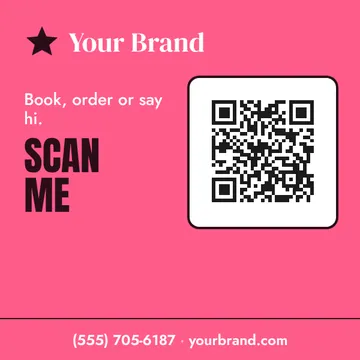 Your Brand
Book, order or say
hi.
SCAN
ME
(555) 705-6187 · yourbrand.com